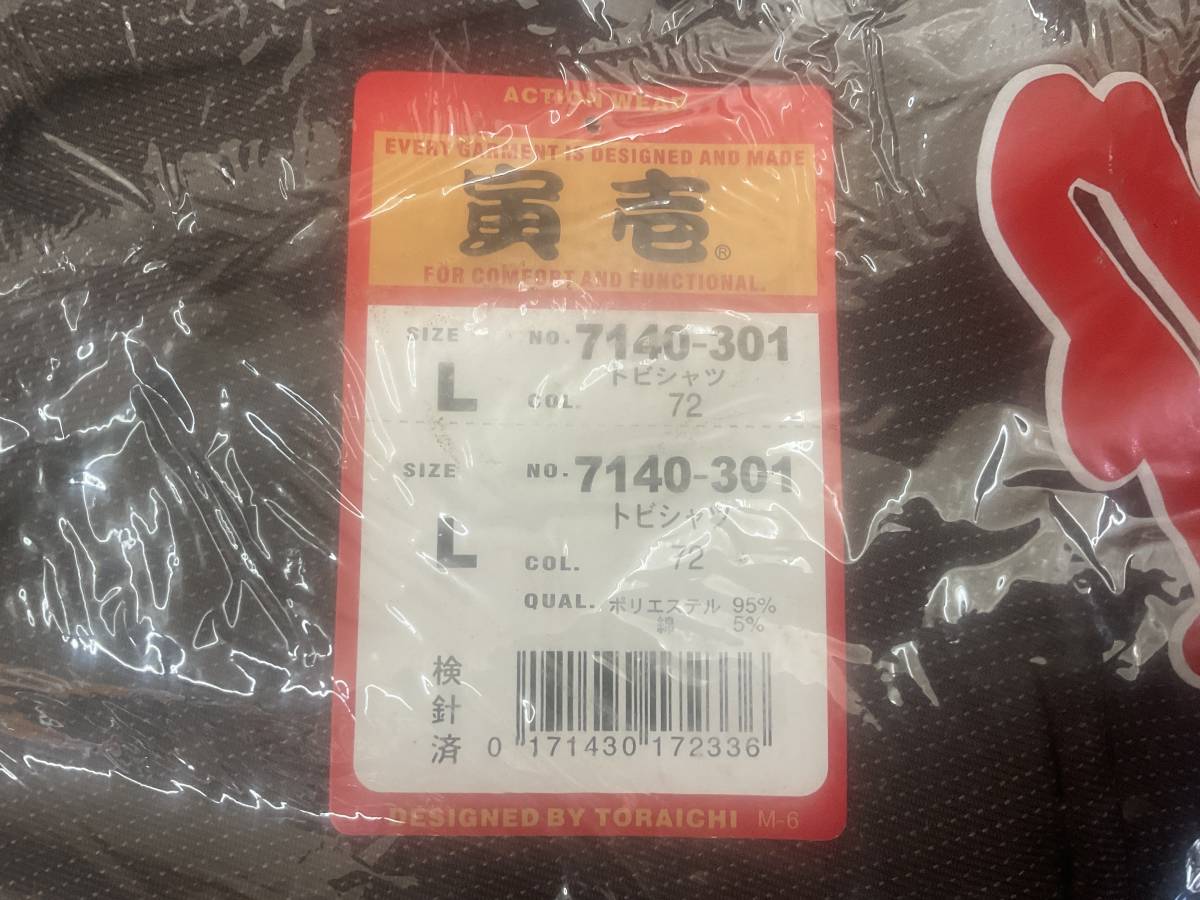 ACTION WEAR
EVERY GARMENT IS DESIGNED AND MADE
寅壱®
FOR COMFORT AND FUNCTIONAL.
SIZE NO. 7140-301
トビシャツ
L COL. 72
SIZE NO. 7140-301
トビシャツ
L COL. 72
QUAL. ポリエステル 95%
綿 5%
検針済
0 171430 172336
DESIGNED BY TORAICHI M-6